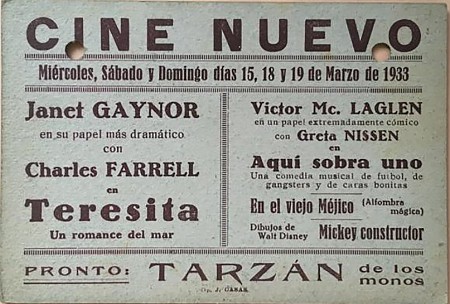 CINE NUEVO
Miércoles, Sábado y Domingo días 15, 18 y 19 de Marzo de 1933
Janet GAYNOR
en su papel más dramático
con
Charles FARRELL
en
Teresita
Un romance del mar
Victor Mc. LAGLEN
en un papel extremadamente cómico
con Greta NISSEN
en
Aquí sobra uno
Una comedia musical de futbol, de
gangsters y de caras bonitas
En el viejo Méjico (Alfombra
mágica)
Dibujos de
Walt Disney Mickey constructor
PRONTO: TARZÁN de los
monos
Tip. J. CASAS.